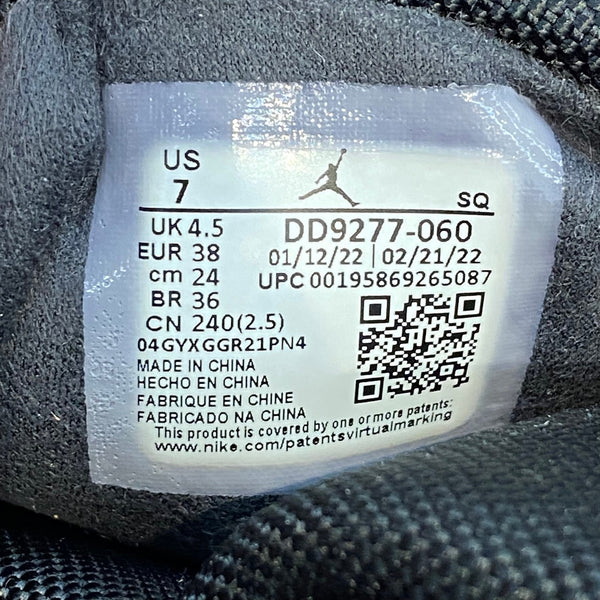 US
7
SQ
UK 4.5
DD9277-060
EUR 38
01/12/22 | 02/21/22
cm 24
UPC 00195869265087
BR 36
CN 240(2.5)
04GYXGGR21PN4
MADE IN CHINA
HECHO EN CHINA
FABRIQUE EN CHINE
FABRICADO NA CHINA
This product is covered by one or more patents:
www.nike.com/patentsvirtualmarking